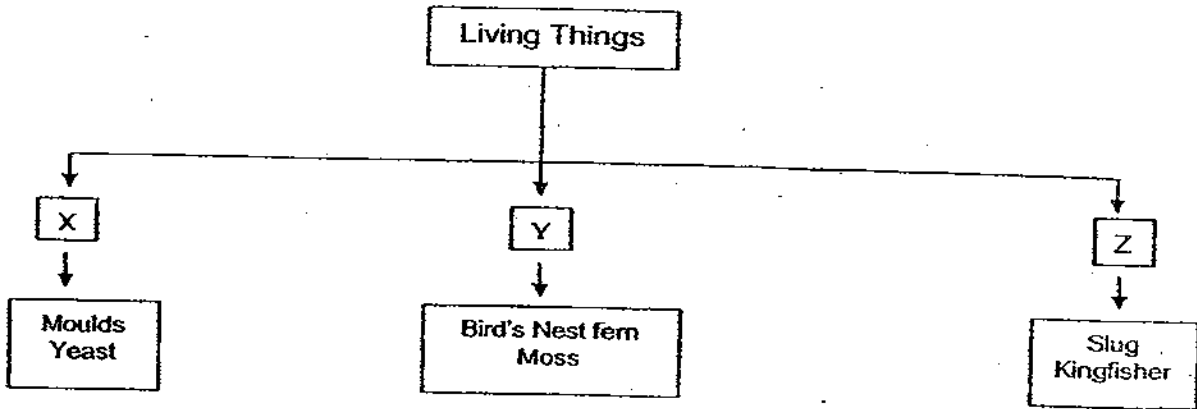 Living Things
X
Y
Z
Moulds
Yeast
Bird's Nest fern
Moss
Slug
Kingfisher